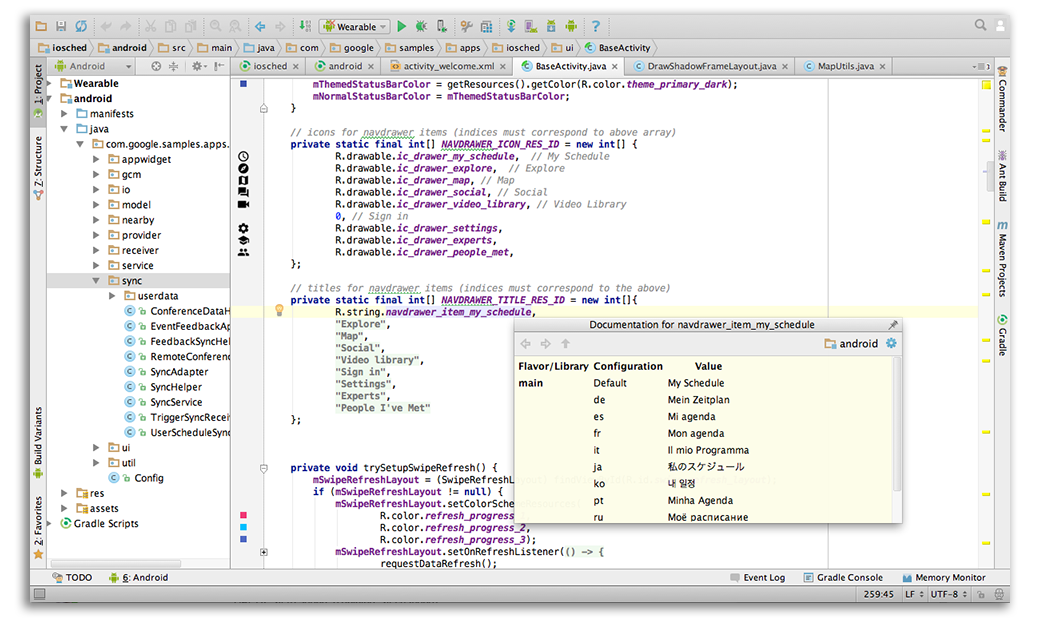 Wearable
iosched android src main java com google samples apps iosched ui BaseActivity
Android
iosched android activity_welcome.xml BaseActivity.java DrawShadowFrameLayout.java MapUtils.java
1: Project
Z: Structure
Build Variants
2: Favorites
Wearable
android
manifests
java
com.google.samples.apps.
appwidget
gcm
io
model
nearby
provider
receiver
service
sync
userdata
ConferenceDataH
EventFeedbackAp
FeedbackSyncHel
RemoteConferenc
SyncAdapter
SyncHelper
SyncService
TriggerSyncRecei
UserScheduleSync
ui
util
Config
res
assets
Gradle Scripts
mThemedStatusBarColor = getResources().getColor(R.color.theme_primary_dark);
mNormalStatusBarColor = mThemedStatusBarColor;
}
// icons for navdrawer items (indices must correspond to above array)
private static final int[] NAVDRAWER_ICON_RES_ID = new int[] {
R.drawable.ic_drawer_my_schedule, // My Schedule
R.drawable.ic_drawer_explore, // Explore
R.drawable.ic_drawer_map, // Map
R.drawable.ic_drawer_social, // Social
R.drawable.ic_drawer_video_library, // Video Library
0, // Sign in
R.drawable.ic_drawer_settings,
R.drawable.ic_drawer_experts,
R.drawable.ic_drawer_people_met,
};
// titles for navdrawer items (indices must correspond to the above)
private static final int[] NAVDRAWER_TITLE_RES_ID = new int[]{
R.string.navdrawer_item_my_schedule,
"Explore",
"Map",
"Social",
"Video library",
"Sign in",
"Settings",
"Experts",
"People I've Met"
};
private void trySetupSwipeRefresh() {
mSwipeRefreshLayout = (SwipeRefresh
if (mSwipeRefreshLayout != null) {
mSwipeRefreshLayout.setColorSche
R.color.refresh_progress_
R.color.refresh_progress_2,
R.color.refresh_progress_3);
mSwipeRefreshLayout.setOnRefreshListener(() -> {
requestDataRefresh();
Documentation for navdrawer_item_my_schedule
android
Flavor/Library Configuration Value
main Default My Schedule
de Mein Zeitplan
es Mi agenda
fr Mon agenda
it Il mio Programma
ja 私のスケジュール
ko 내 일정
pt Minha Agenda
ru Моё расписание
Commander
Ant Build
Maven Projects
Gradle
TODO 6: Android Event Log Gradle Console Memory Monitor
259:45 LF UTF-8